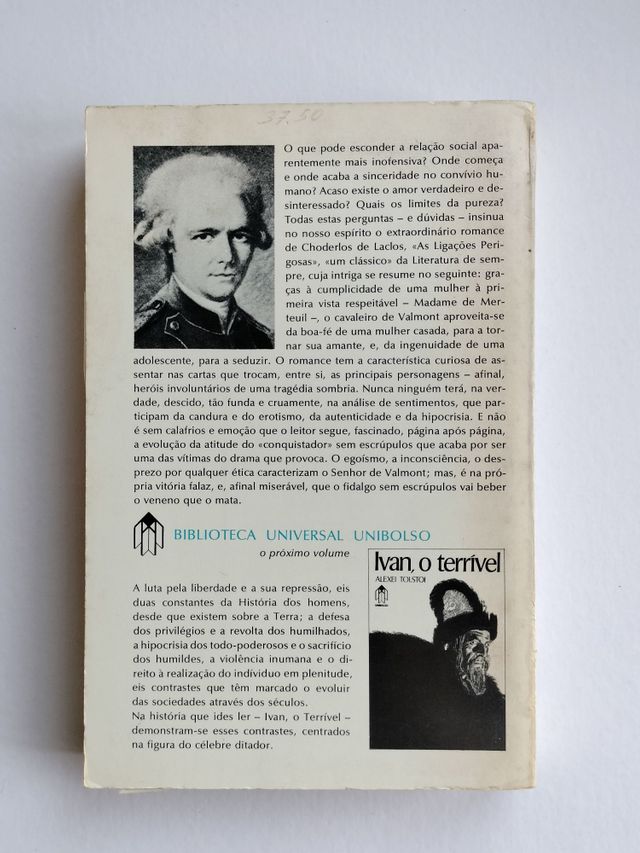 37.50
O que pode esconder a relação social apa-
rentemente mais inofensiva? Onde começa
e onde acaba a sinceridade no convívio hu-
mano? Acaso existe o amor verdadeiro e de-
sinteressado? Quais os limites da pureza?
Todas estas perguntas – e dúvidas – insinua
no nosso espírito o extraordinário romance
de Choderlos de Laclos, «As Ligações Peri-
gosas», «um clássico» da Literatura de sem-
pre, cuja intriga se resume no seguinte: gra-
ças à cumplicidade de uma mulher à pri-
meira vista respeitável – Madame de Mer-
teuil –, o cavaleiro de Valmont aproveita-se
da boa-fé de uma mulher casada, para a tor-
nar sua amante, e, da ingenuidade de uma
adolescente, para a seduzir. O romance tem a característica curiosa de as-
sentar nas cartas que trocam, entre si, as principais personagens – afinal,
heróis involuntários de uma tragédia sombria. Nunca ninguém terá, na ver-
dade, descido, tão funda e cruamente, na análise de sentimentos, que par-
ticipam da candura e do erotismo, da autenticidade e da hipocrisia. E não
é sem calafrios e emoção que o leitor segue, fascinado, página após página,
a evolução da atitude do «conquistador» sem escrúpulos que acaba por ser
uma das vítimas do drama que provoca. O egoísmo, a inconsciência, o des-
prezo por qualquer ética caracterizam o Senhor de Valmont; mas, é na pró-
pria vitória falaz, e, afinal miserável, que o fidalgo sem escrúpulos vai beber
o veneno que o mata.
BIBLIOTECA UNIVERSAL UNIBOLSO
o próximo volume
A luta pela liberdade e a sua repressão, eis
duas constantes da História dos homens,
desde que existem sobre a Terra; a defesa
dos privilégios e a revolta dos humilhados,
a hipocrisia dos todo-poderosos e o sacrifício
dos humildes, a violência inumana e o di-
reito à realização do indíviduo em plenitude,
eis contrastes que têm marcado o evoluir
das sociedades através dos séculos.
Na história que ides ler – Ivan, o Terrível –
demonstram-se esses contrastes, centrados
na figura do célebre ditador.
Ivan, o terrível
ALEXEI TOLSTOI